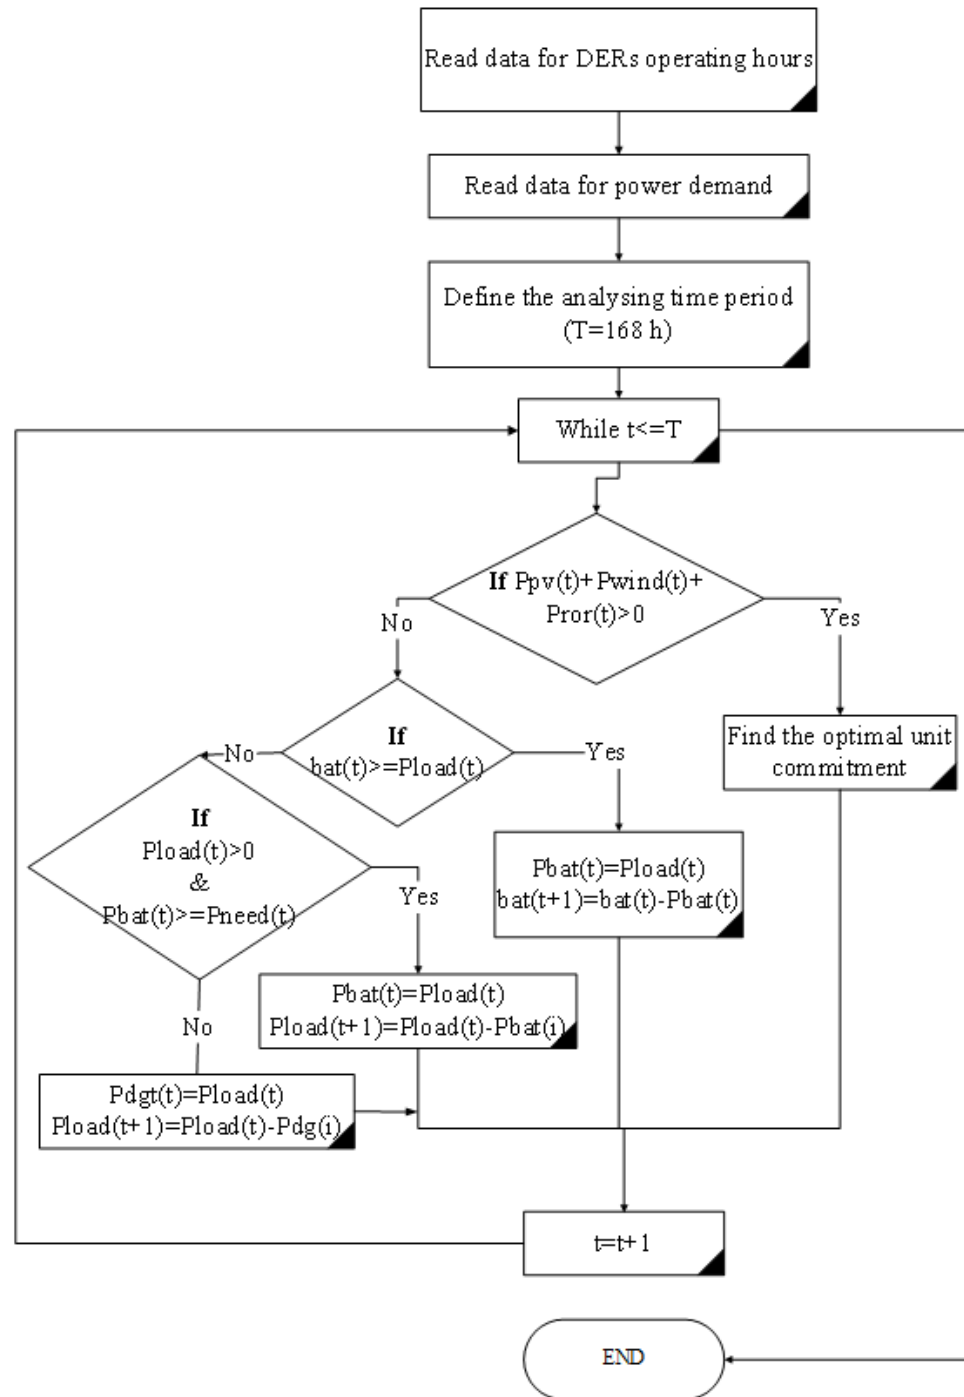 Read data for DERs operating hours
Read data for power demand
Define the analysing time period
(T=168 h)
While t<=T
If Ppv(t)+Pwind(t)+
Pror(t)>0
No
Yes
If
bat(t)>=Pload(t)
No
Yes
Find the optimal unit
commitment
If
Pload(t)>0
&
Pbat(t)>=Pneed(t)
Yes
Pbat(t)=Pload(t)
bat(t+1)=bat(t)-Pbat(t)
No
Pbat(t)=Pload(t)
Pload(t+1)=Pload(t)-Pbat(i)
Pdgt(t)=Pload(t)
Pload(t+1)=Pload(t)-Pdg(i)
t=t+1
END